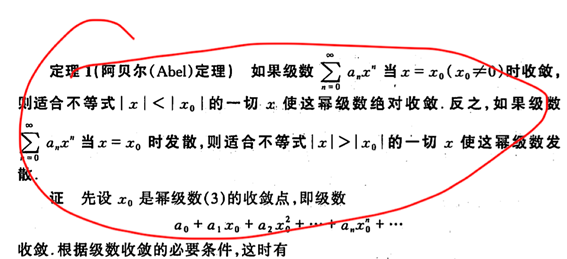 定理 1(阿贝尔(Abel)定理) 如果级数 $\sum_{n=0}^{\infty} a_n x^n$ 当 $x = x_0 (x_0 \neq 0)$ 时收敛,
则适合不等式 $|x| < |x_0|$ 的一切 $x$ 使这幂级数绝对收敛. 反之,如果级数
$\sum_{n=0}^{\infty} a_n x^n$ 当 $x = x_0$ 时发散,则适合不等式 $|x| > |x_0|$ 的一切 $x$ 使这幂级数发
散.
证 先设 $x_0$ 是幂级数(3)的收敛点,即级数
$a_0 + a_1 x_0 + a_2 x_0^2 + \cdots + a_n x_0^n + \cdots$
收敛.根据级数收敛的必要条件,这时有